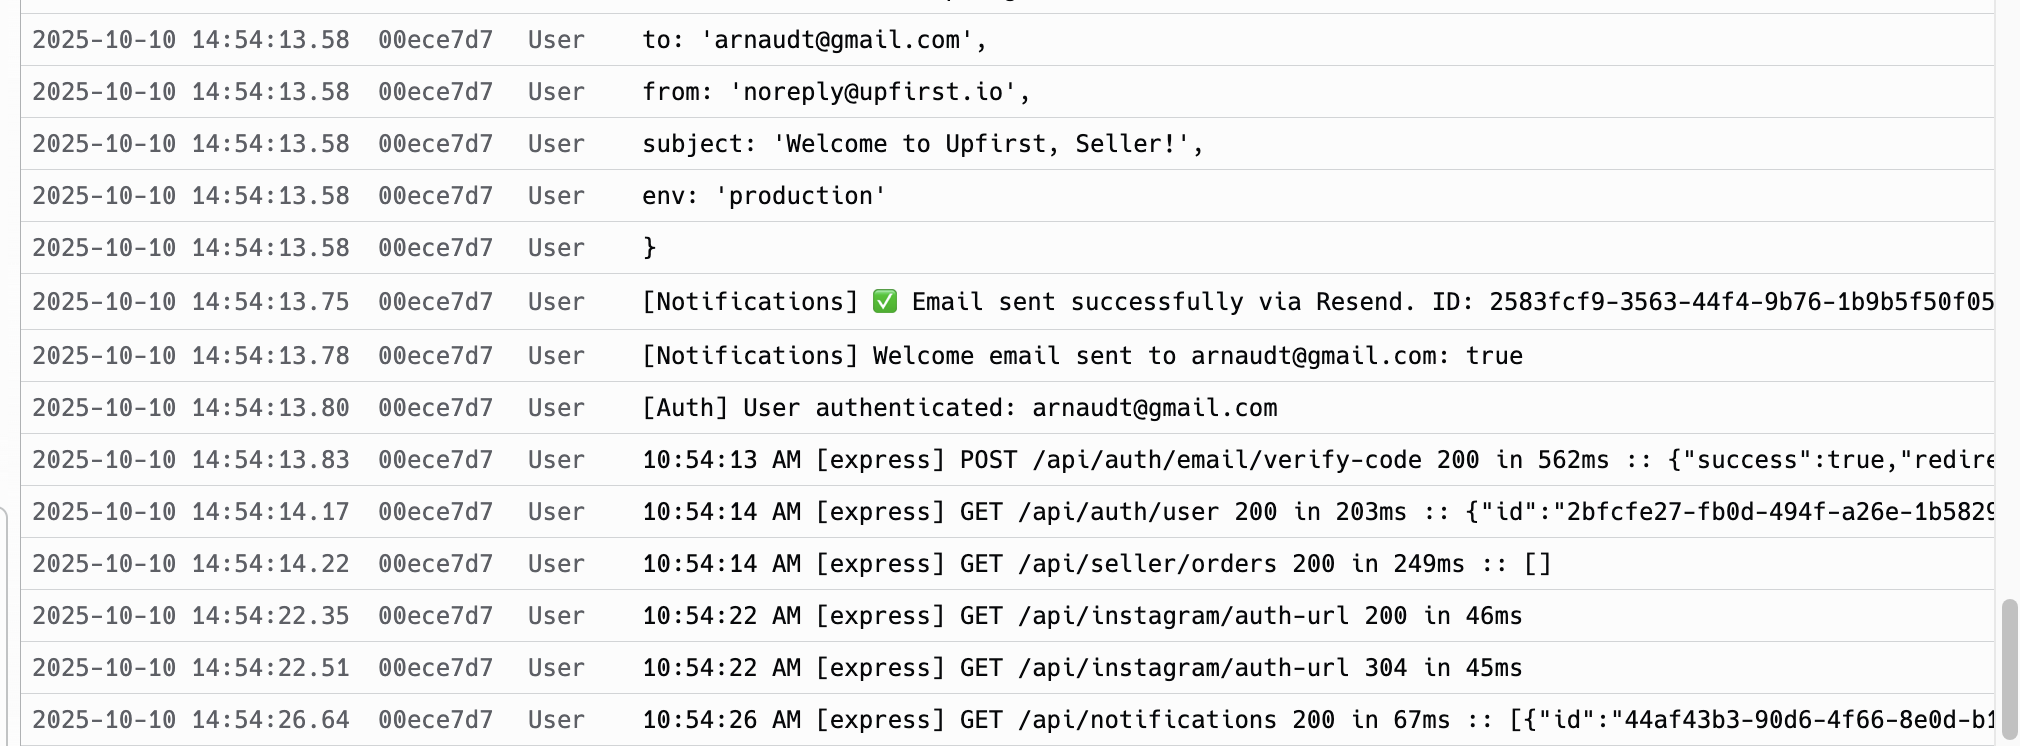 2025-10-10 14:54:13.58 00ece7d7 User to: 'arnaudt@gmail.com',
2025-10-10 14:54:13.58 00ece7d7 User from: 'noreply@upfirst.io',
2025-10-10 14:54:13.58 00ece7d7 User subject: 'Welcome to Upfirst, Seller!',
2025-10-10 14:54:13.58 00ece7d7 User env: 'production'
2025-10-10 14:54:13.58 00ece7d7 User }
2025-10-10 14:54:13.75 00ece7d7 User [Notifications] ✅ Email sent successfully via Resend. ID: 2583fcf9-3563-44f4-9b76-1b9b5f50f05
2025-10-10 14:54:13.78 00ece7d7 User [Notifications] Welcome email sent to arnaudt@gmail.com: true
2025-10-10 14:54:13.80 00ece7d7 User [Auth] User authenticated: arnaudt@gmail.com
2025-10-10 14:54:13.83 00ece7d7 User 10:54:13 AM [express] POST /api/auth/email/verify-code 200 in 562ms :: {"success":true,"redire
2025-10-10 14:54:14.17 00ece7d7 User 10:54:14 AM [express] GET /api/auth/user 200 in 203ms :: {"id":"2bfcfe27-fb0d-494f-a26e-1b5829
2025-10-10 14:54:14.22 00ece7d7 User 10:54:14 AM [express] GET /api/seller/orders 200 in 249ms :: []
2025-10-10 14:54:22.35 00ece7d7 User 10:54:22 AM [express] GET /api/instagram/auth-url 200 in 46ms
2025-10-10 14:54:22.51 00ece7d7 User 10:54:22 AM [express] GET /api/instagram/auth-url 304 in 45ms
2025-10-10 14:54:26.64 00ece7d7 User 10:54:26 AM [express] GET /api/notifications 200 in 67ms :: [{"id":"44af43b3-90d6-4f66-8e0d-b1